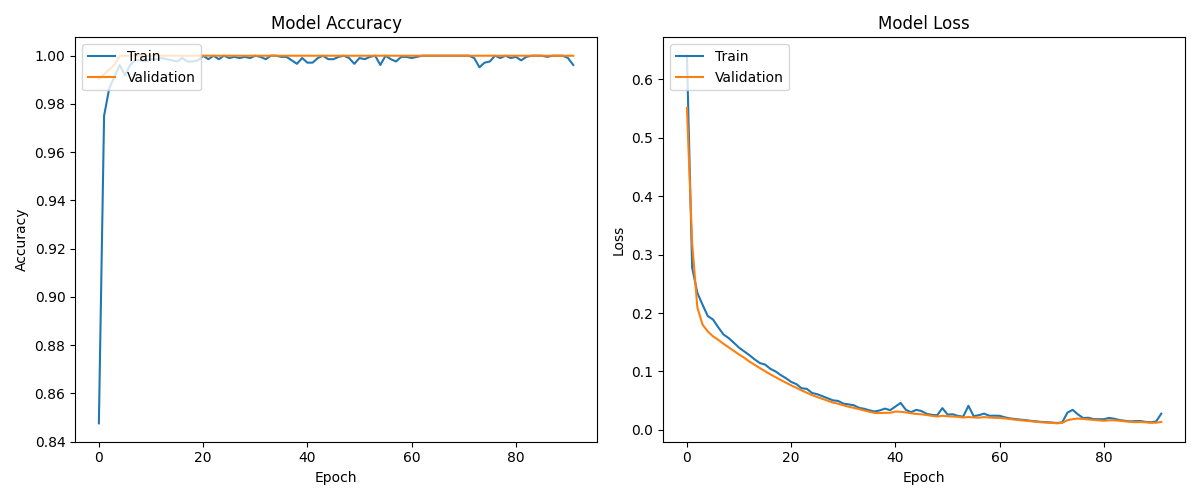 Model Accuracy
Train
Validation
1.00
0.98
0.96
0.94
0.92
0.90
0.88
0.86
0.84
Accuracy
0 20 40 60 80
Epoch
Model Loss
Train
Validation
0.6
0.5
0.4
0.3
0.2
0.1
0.0
Loss
0 20 40 60 80
Epoch